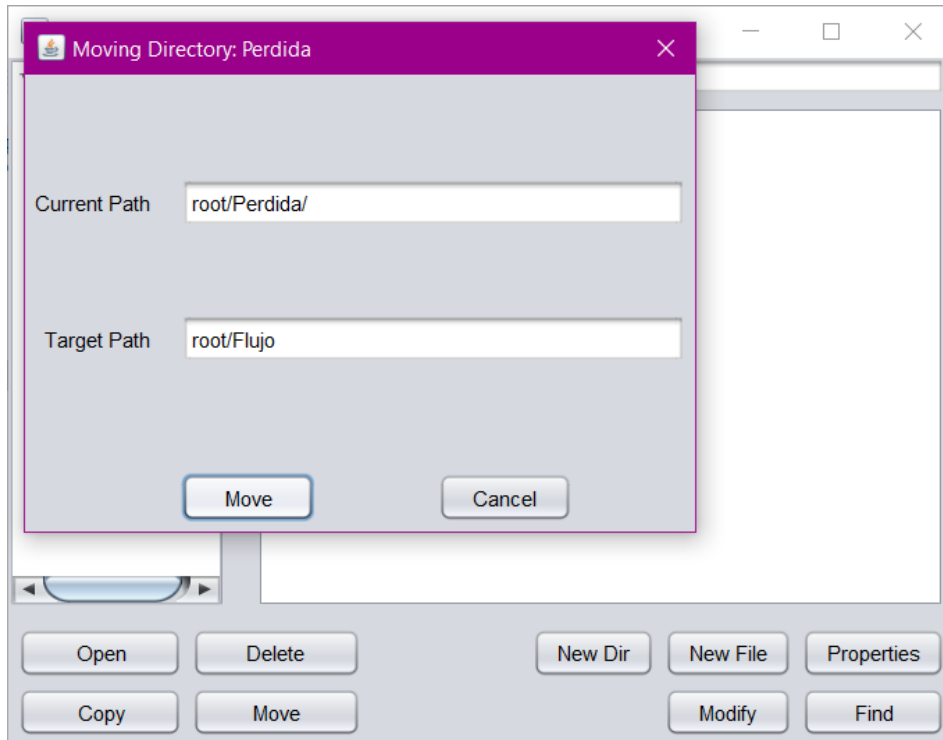 Moving Directory: Perdida
Current Path root/Perdida/
Target Path root/Flujo
Move Cancel
Open Delete New Dir New File Properties
Copy Move Modify Find